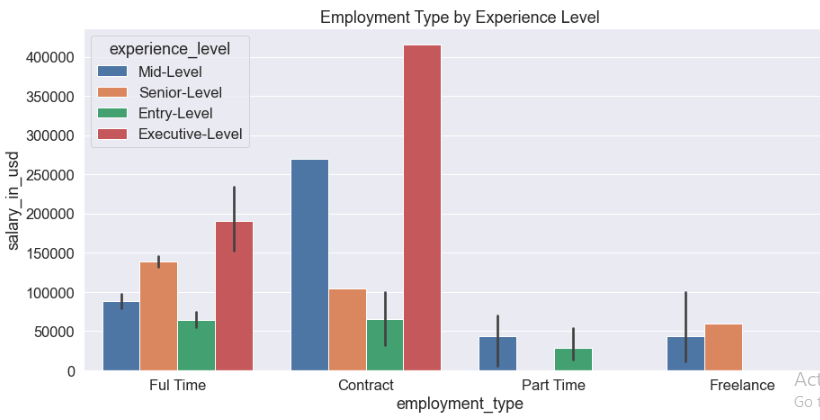 Employment Type by Experience Level
experience_level
Mid-Level
Senior-Level
Entry-Level
Executive-Level
400000
350000
300000
250000
200000
150000
100000
50000
0
salary_in_usd
Ful Time Contract Part Time Freelance
employment_type
Act
Go t